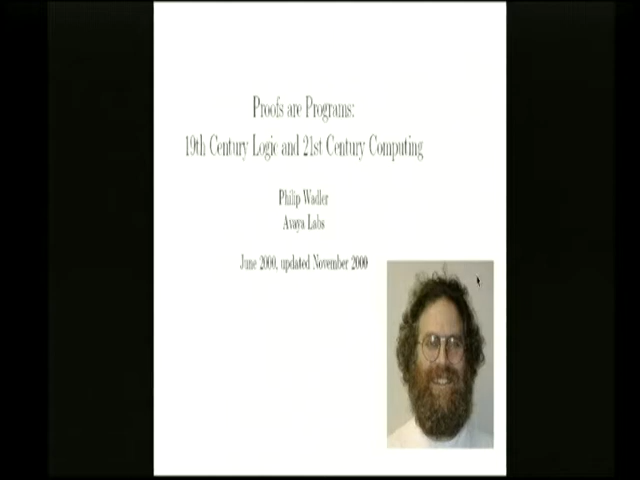 Proofs are Programs:
19th Century Logic and 21st Century Computing
Philip Wadler
Avaya Labs
June 2000, updated November 2000